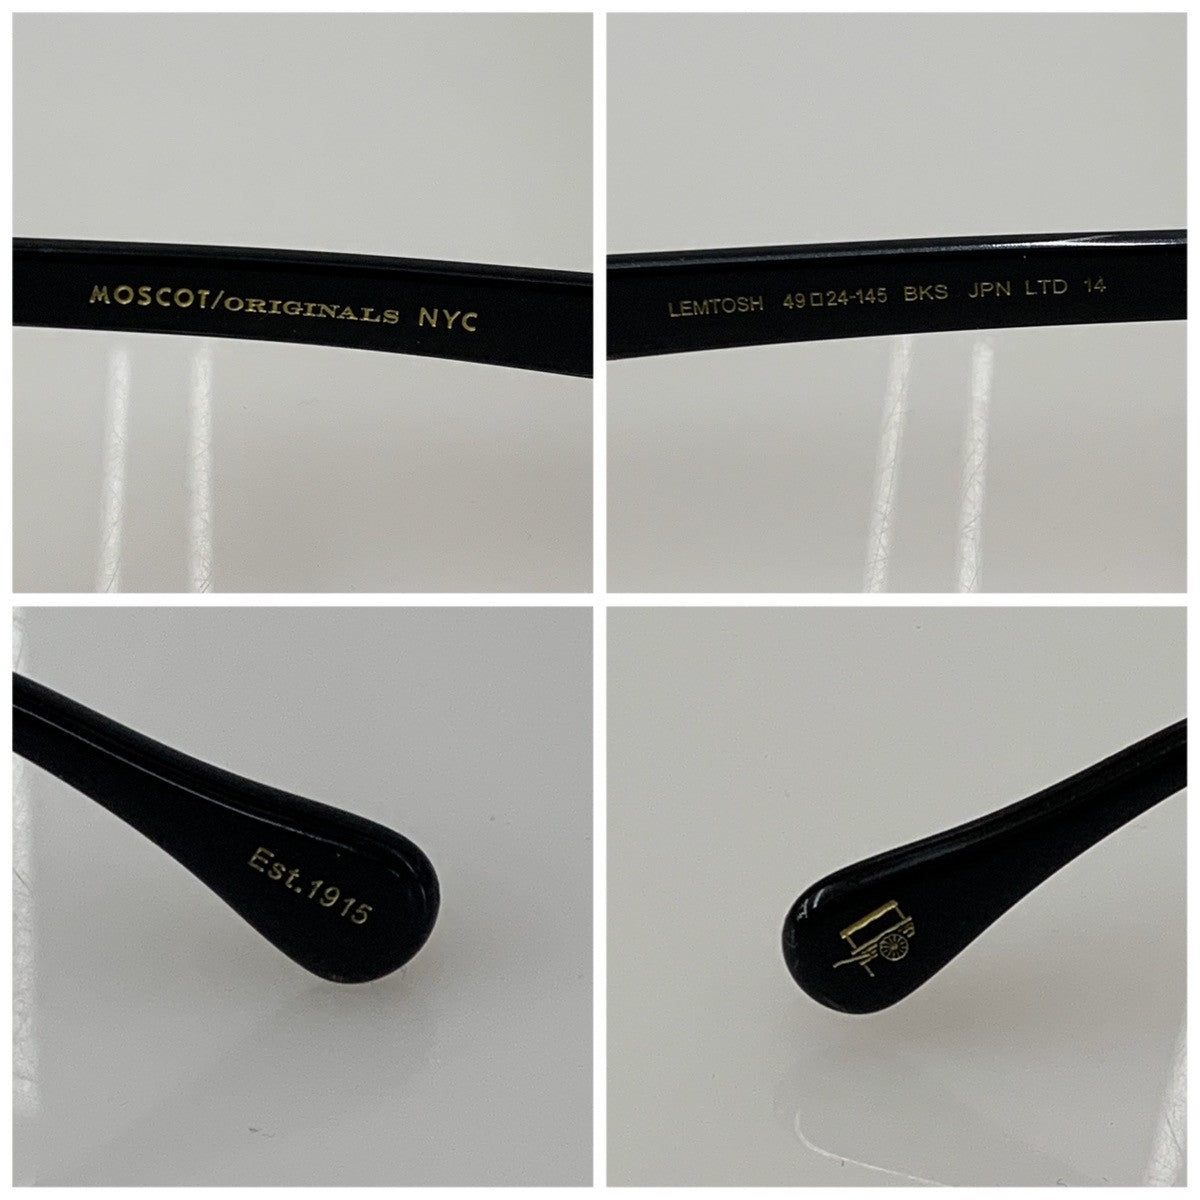 MOSCOT/ORIGINALS NYC
LEMTOSH 49□24-145 BKS JPN LTD 14
Est.1915